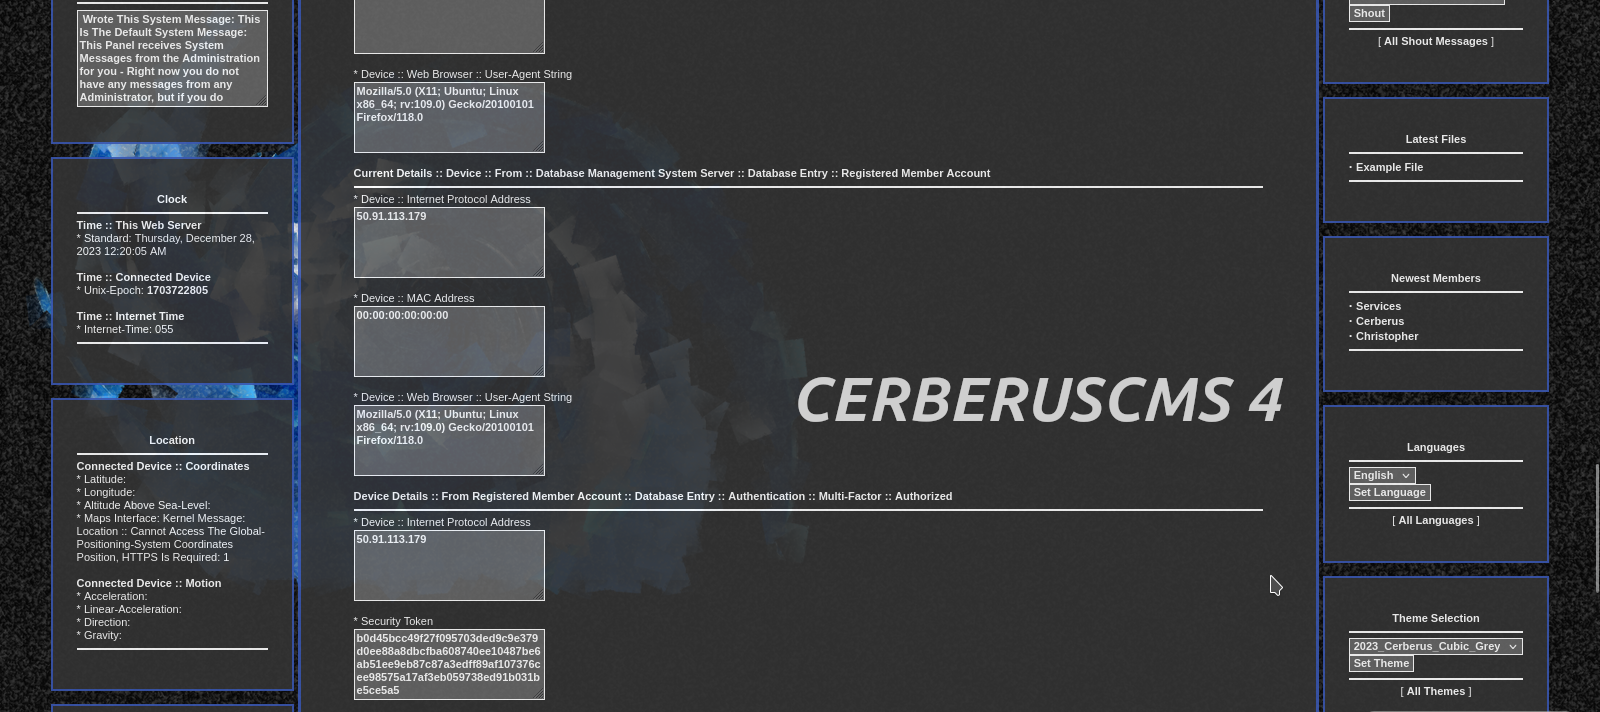 Wrote This System Message: This
Is The Default System Message:
This Panel receives System
Messages from the Administration
for you - Right now you do not
have any messages from any
Administrator, but if you do
Clock
Time :: This Web Server
* Standard: Thursday, December 28,
2023 12:20:05 AM
Time :: Connected Device
* Unix-Epoch: 1703722805
Time :: Internet Time
* Internet-Time: 055
Location
Connected Device :: Coordinates
* Latitude:
* Longitude:
* Altitude Above Sea-Level:
* Maps Interface: Kernel Message:
Location :: Cannot Access The Global-
Positioning-System Coordinates
Position, HTTPS Is Required: 1
Connected Device :: Motion
* Acceleration:
* Linear-Acceleration:
* Direction:
* Gravity:
* Device :: Web Browser :: User-Agent String
Mozilla/5.0 (X11; Ubuntu; Linux
x86_64; rv:109.0) Gecko/20100101
Firefox/118.0
Current Details :: Device :: From :: Database Management System Server :: Database Entry :: Registered Member Account
* Device :: Internet Protocol Address
50.91.113.179
* Device :: MAC Address
00:00:00:00:00:00
* Device :: Web Browser :: User-Agent String
Mozilla/5.0 (X11; Ubuntu; Linux
x86_64; rv:109.0) Gecko/20100101
Firefox/118.0
CERBERUSCMS 4
Device Details :: From Registered Member Account :: Database Entry :: Authentication :: Multi-Factor :: Authorized
* Device :: Internet Protocol Address
50.91.113.179
* Security Token
b0d45bcc49f27f095703ded9c9e379
d0ee88a8dbcfba608740ee10487be6
ab51ee9eb87c87a3edff89af107376c
ee98575a17af3eb059738ed91b031b
e5ce5a5
Shout
[ All Shout Messages ]
Latest Files
· Example File
Newest Members
· Services
· Cerberus
· Christopher
Languages
English
Set Language
[ All Languages ]
Theme Selection
2023_Cerberus_Cubic_Grey
Set Theme
[ All Themes ]